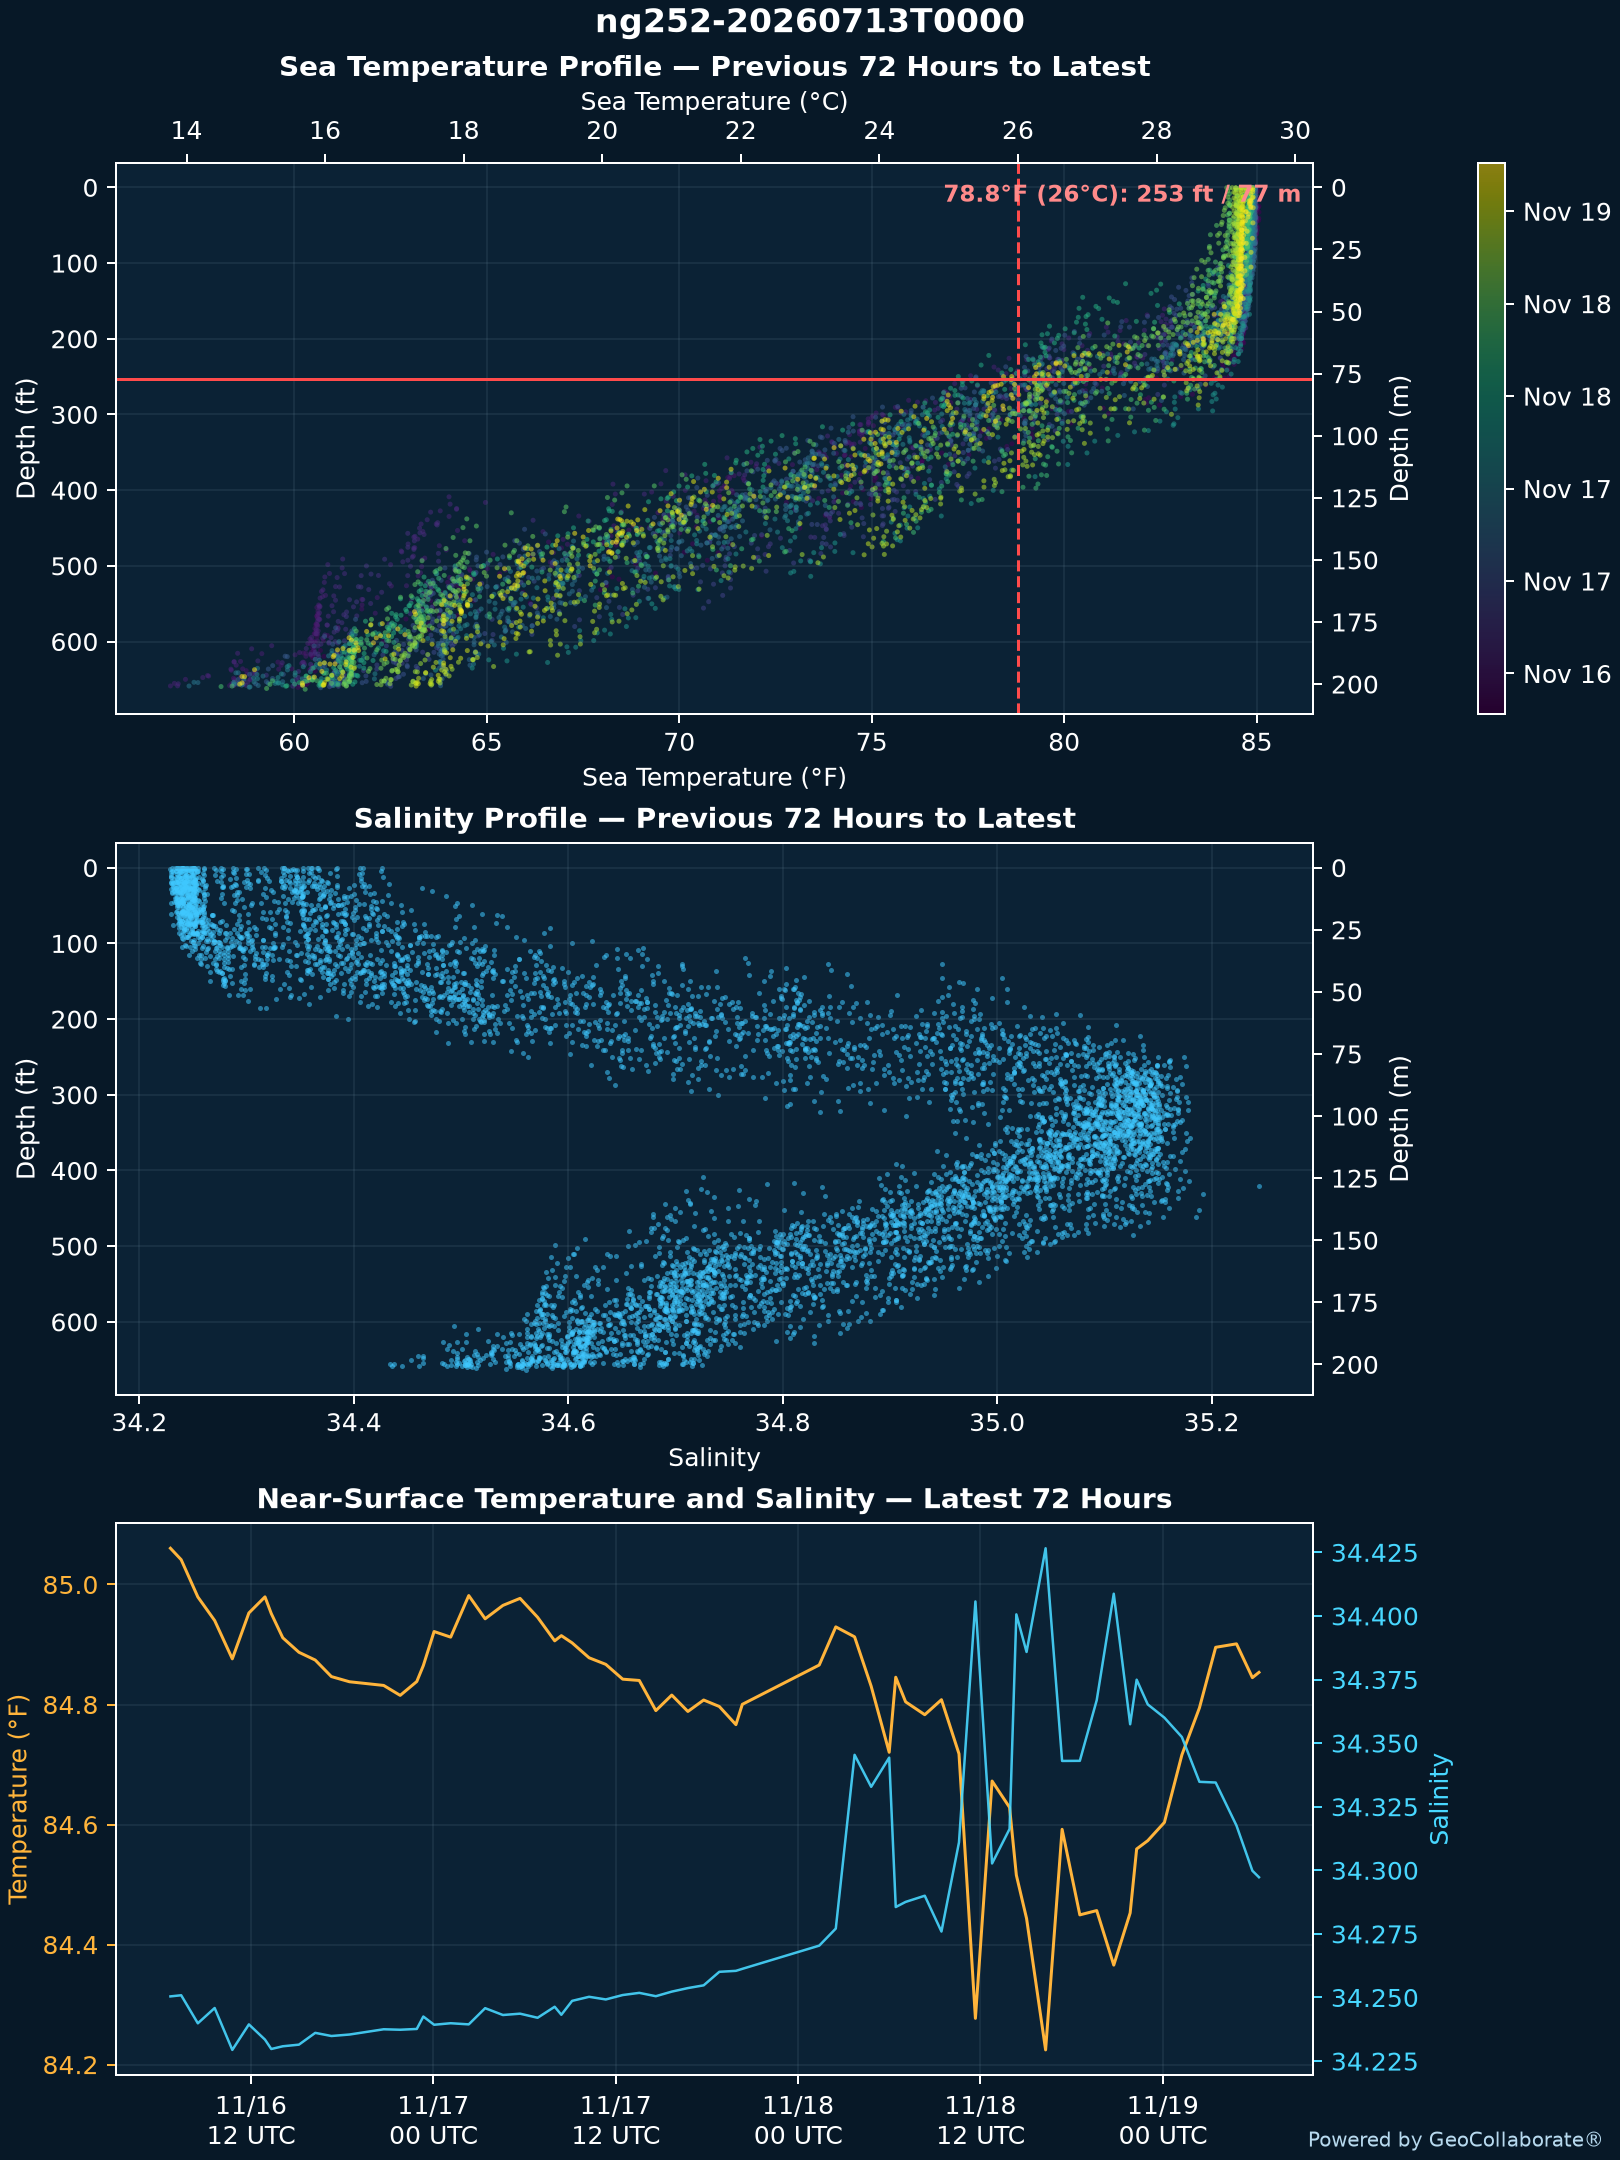 ng252-20260713T0000
Sea Temperature Profile — Previous 72 Hours to Latest
Sea Temperature (°C)
14 16 18 20 22 24 26 28 30
78.8°F (26°C): 253 ft / 77 m
0
100
200
300
400
500
600
Depth (ft)
0
25
50
75
100
125
150
175
200
Depth (m)
Nov 19
Nov 18
Nov 18
Nov 17
Nov 17
Nov 16
60 65 70 75 80 85
Sea Temperature (°F)
Salinity Profile — Previous 72 Hours to Latest
0
100
200
300
400
500
600
Depth (ft)
0
25
50
75
100
125
150
175
200
Depth (m)
34.2 34.4 34.6 34.8 35.0 35.2
Salinity
Near-Surface Temperature and Salinity — Latest 72 Hours
85.0
84.8
84.6
84.4
84.2
Temperature (°F)
34.425
34.400
34.375
34.350
34.325
34.300
34.275
34.250
34.225
Salinity
11/16 11/17 11/17 11/18 11/18 11/19
12 UTC 00 UTC 12 UTC 00 UTC 12 UTC 00 UTC
Powered by GeoCollaborate®